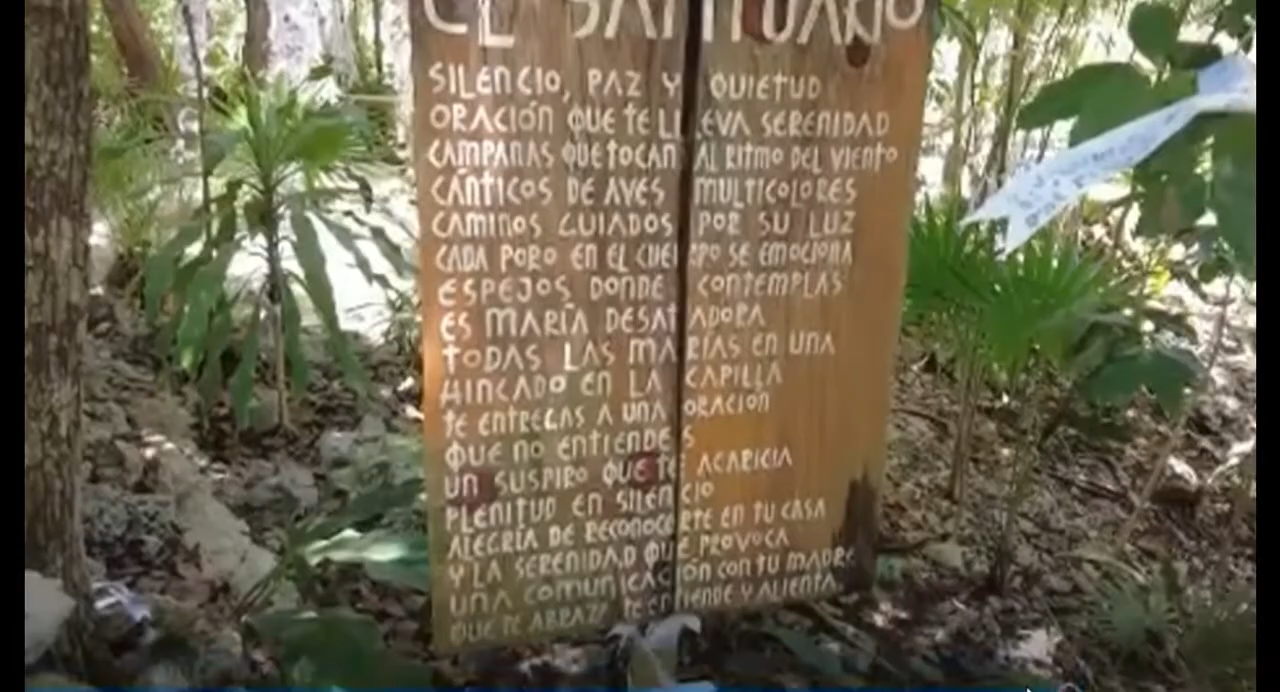 EL SANTUARIO
SILENCIO, PAZ Y QUIETUD
ORACIÓN QUE TE LLEVA SERENIDAD
CAMPANAS QUE TOCAN AL RITMO DEL VIENTO
CÁNTICOS DE AVES MULTICOLORES
CAMINOS GUIADOS POR SU LUZ
CADA PORO EN EL CUERPO SE EMOCIONA
ESPEJOS DONDE CONTEMPLAS
ES MARÍA DESATADORA
TODAS LAS MARÍAS EN UNA
HINCADO EN LA CAPILLA
TE ENTREGAS A UNA ORACIÓN
QUE NO ENTIENDES
UN SUSPIRO QUE TE ACARICIA
PLENITUD EN SILENCIO
ALEGRÍA DE RECONOCERTE EN TU CASA
Y LA SERENIDAD QUE PROVOCA
UNA COMUNICACIÓN CON TU MADRE
QUE TE ABRAZA TE ENTIENDE Y ALIENTA